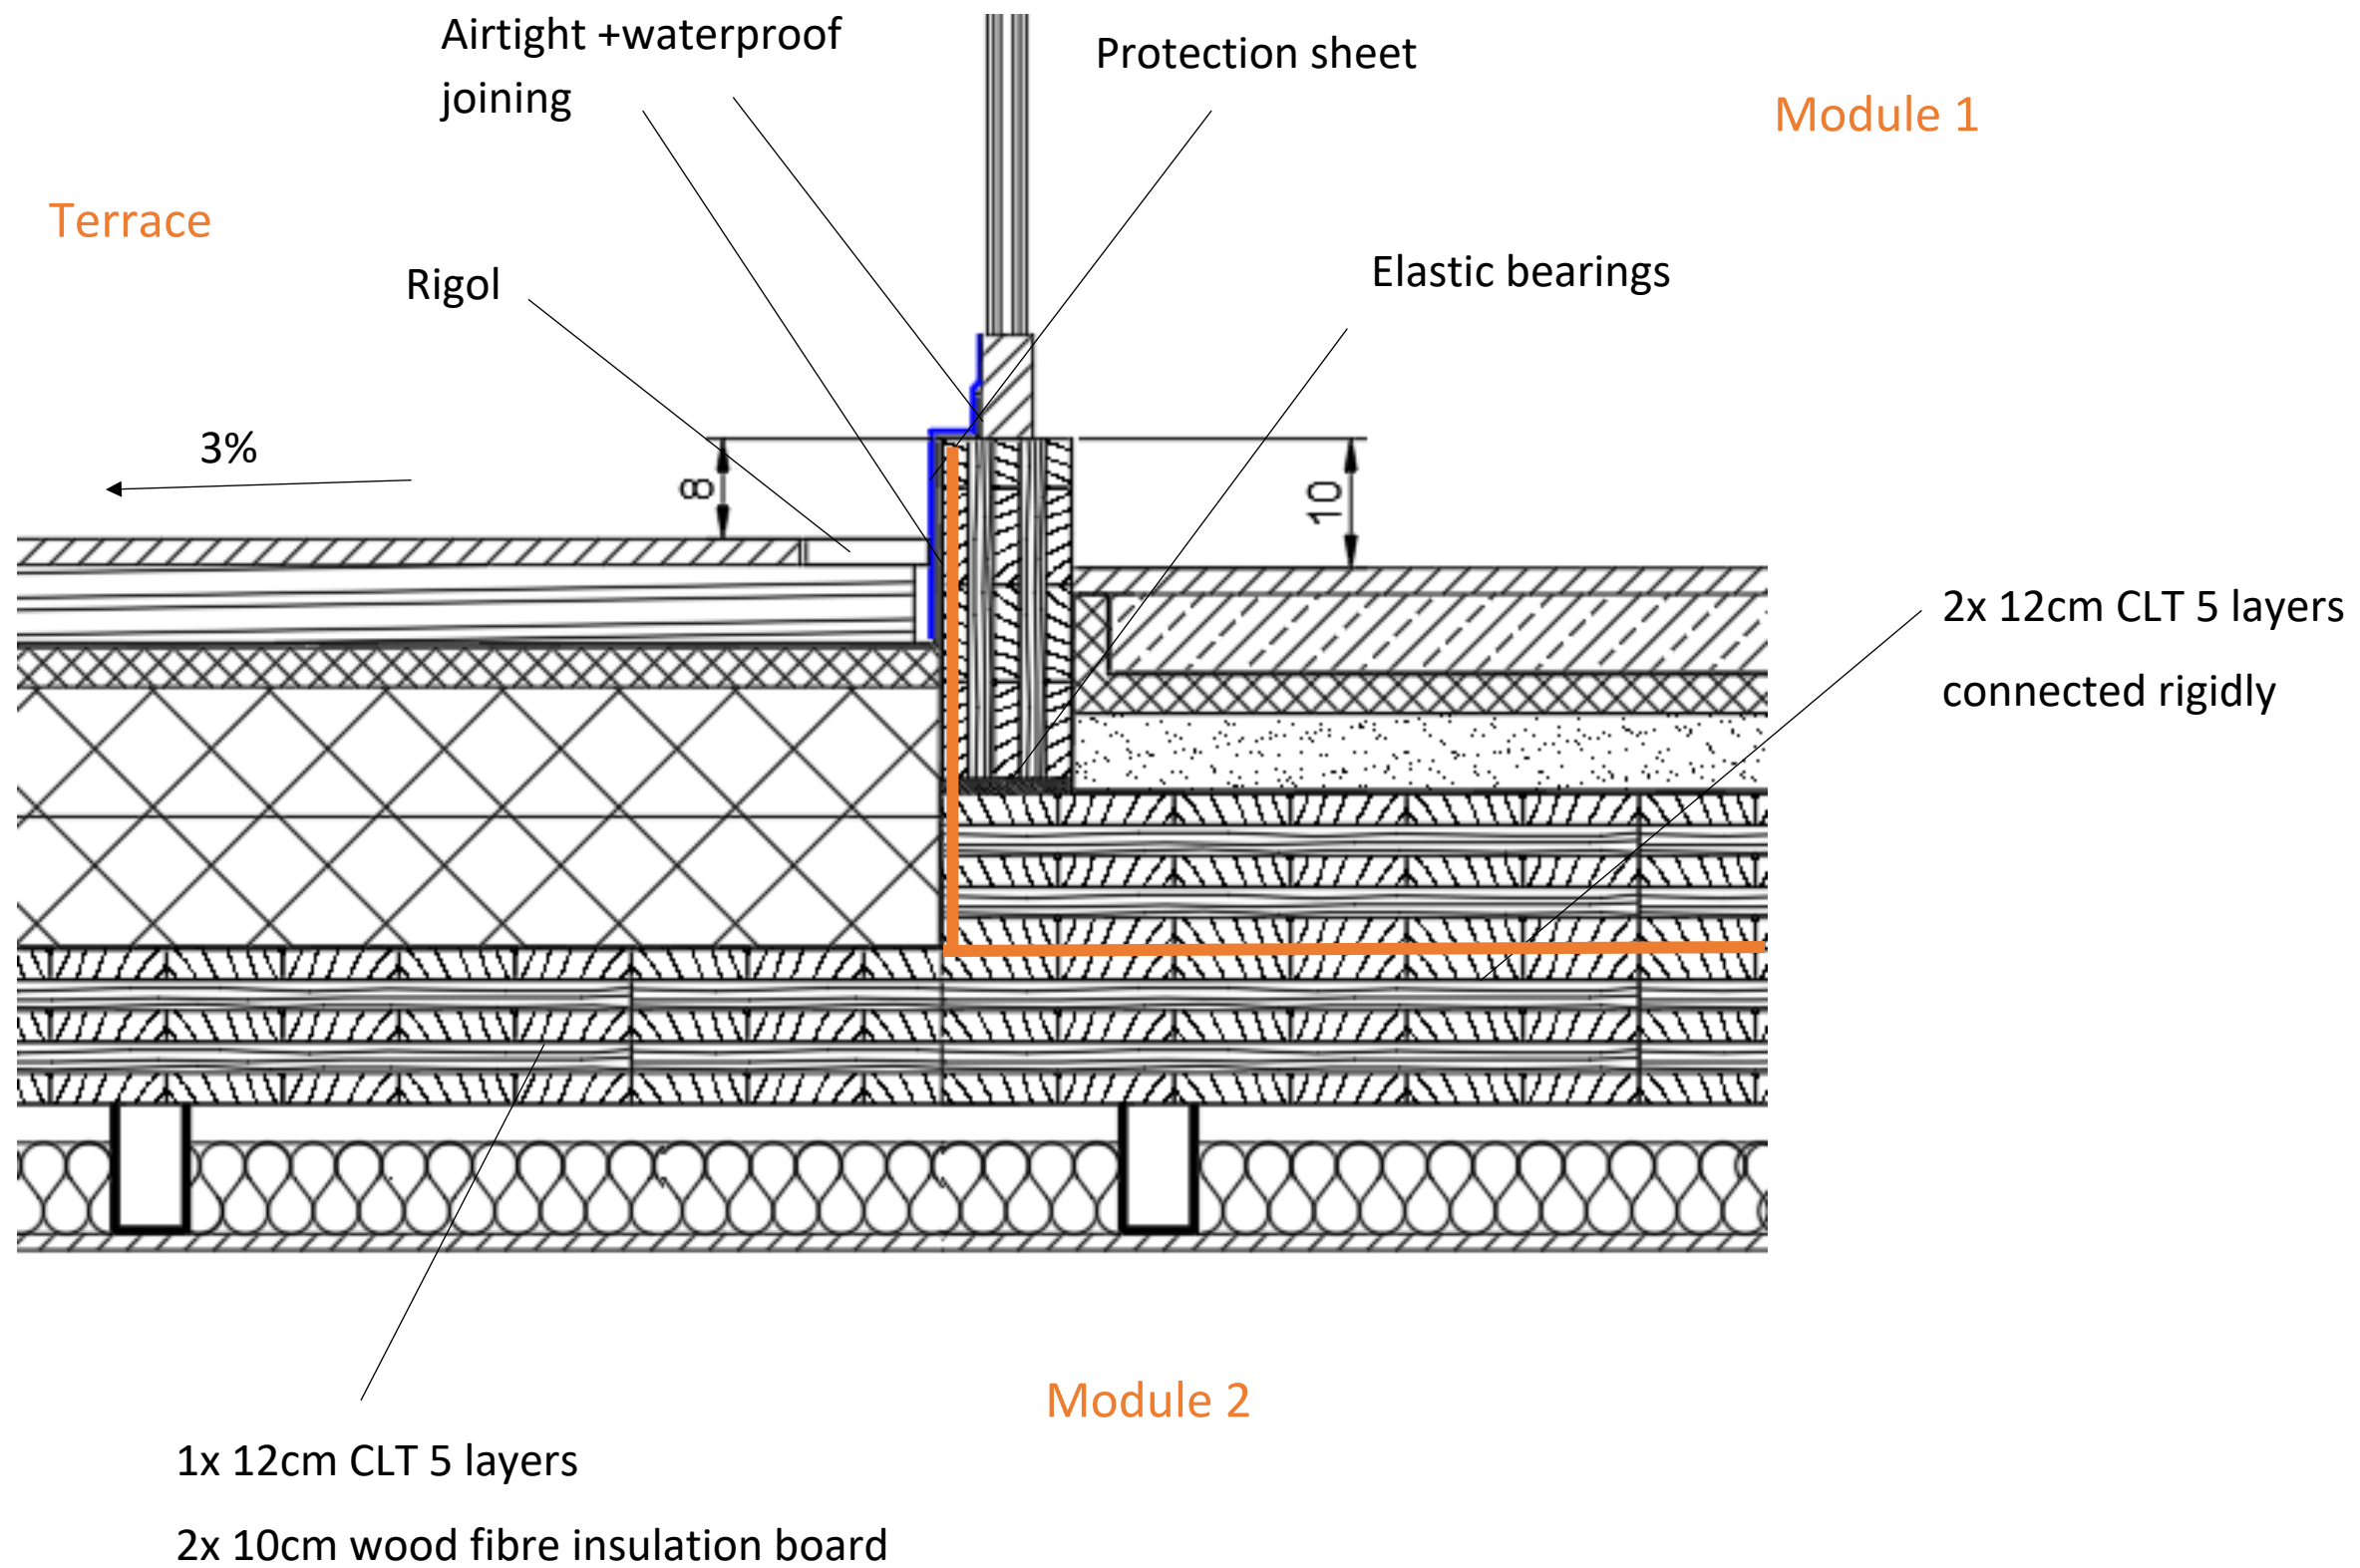 Airtight +waterproof
joining
Protection sheet
Module 1
Terrace
Rigol
Elastic bearings
3%
8
10
2x 12cm CLT 5 layers
connected rigidly
Module 2
1x 12cm CLT 5 layers
2x 10cm wood fibre insulation board